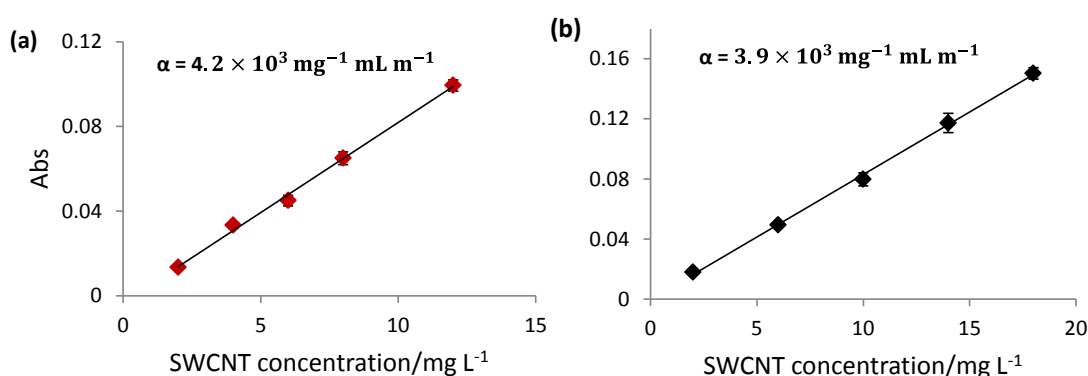 (a)
α = 4.2 × 10³ mg⁻¹ mL m⁻¹
0.12
0.08
0.04
0
Abs
0 5 10 15
SWCNT concentration/mg L⁻¹
(b)
α = 3.9 × 10³ mg⁻¹ mL m⁻¹
0.16
0.12
0.08
0.04
0
0 5 10 15 20
SWCNT concentration/mg L⁻¹